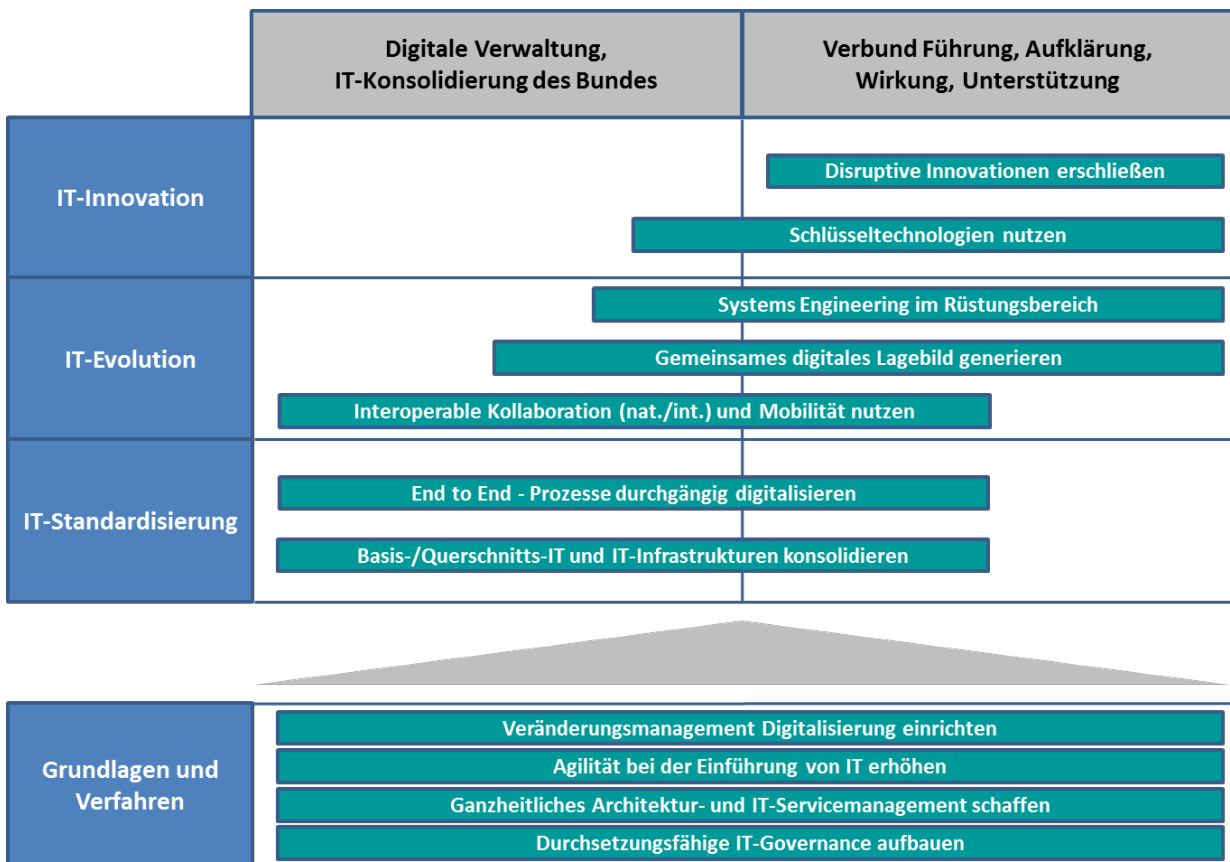 Digitale Verwaltung,
IT-Konsolidierung des Bundes
Verbund Führung, Aufklärung,
Wirkung, Unterstützung
IT-Innovation
Disruptive Innovationen erschließen
Schlüsseltechnologien nutzen
IT-Evolution
Systems Engineering im Rüstungsbereich
Gemeinsames digitales Lagebild generieren
Interoperable Kollaboration (nat./int.) und Mobilität nutzen
IT-Standardisierung
End to End - Prozesse durchgängig digitalisieren
Basis-/Querschnitts-IT und IT-Infrastrukturen konsolidieren
Grundlagen und
Verfahren
Veränderungsmanagement Digitalisierung einrichten
Agilität bei der Einführung von IT erhöhen
Ganzheitliches Architektur- und IT-Servicemanagement schaffen
Durchsetzungsfähige IT-Governance aufbauen